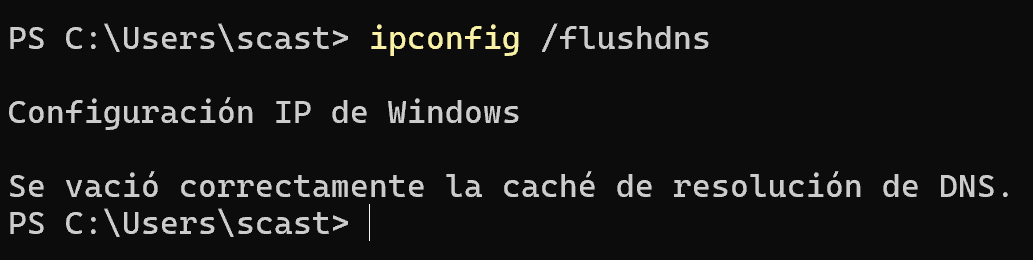 PS C:\Users\scast> ipconfig /flushdns
Configuración IP de Windows
Se vació correctamente la caché de resolución de DNS.
PS C:\Users\scast>